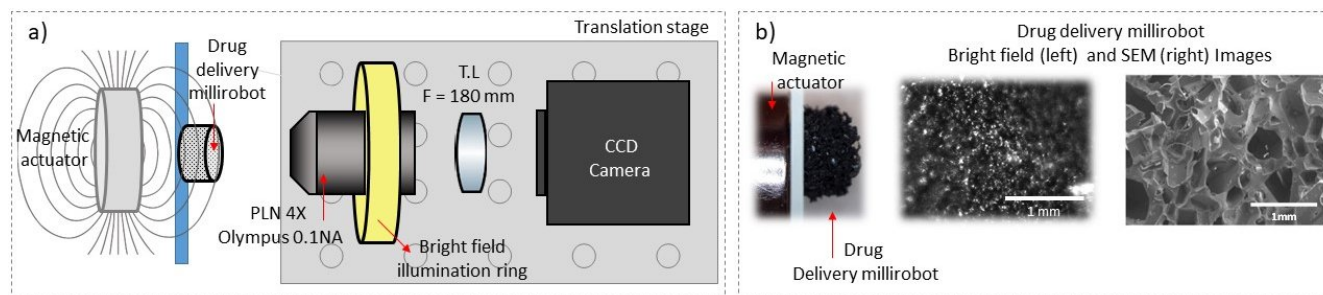 a)
Translation stage
Drug
delivery
millirobot
Magnetic
actuator
T.L
F = 180 mm
CCD
Camera
PLN 4X
Olympus 0.1NA
Bright field
illumination ring
b)
Drug delivery millirobot
Bright field (left) and SEM (right) Images
Magnetic
actuator
1 mm
1mm
Drug
Delivery millirobot